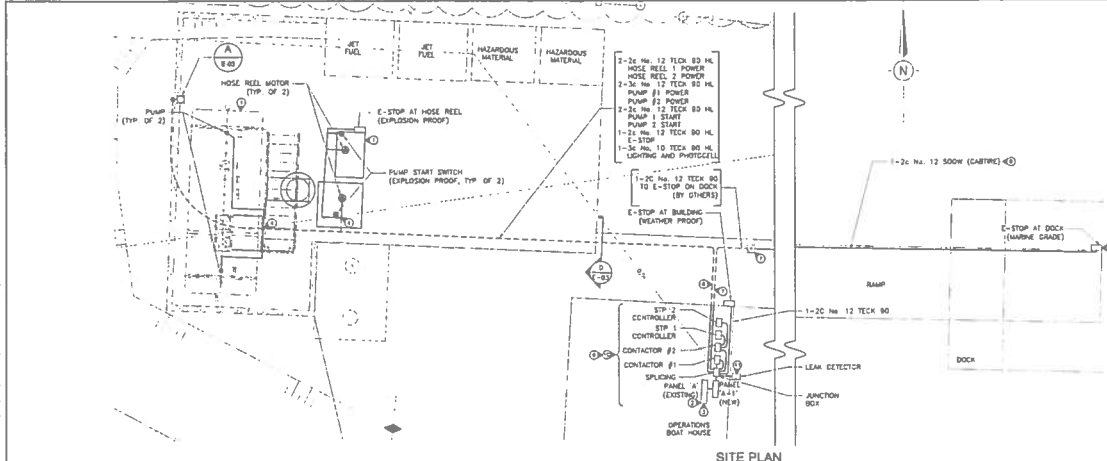 JET
FUEL
JET
FUEL
HAZARDOUS
MATERIAL
HAZARDOUS
MATERIAL
A
E-03
HOSE REEL MOTOR
(TYP. OF 2)
E-STOP AT HOSE REEL
(EXPLOSION PROOF)
PUMP
(TYP OF 2)
PUMP START SWITCH
(EXPLOSION PROOF, TYP OF 2)
2-2c No. 12 TECK 90 HL
HOSE REEL 1 POWER
HOSE REEL 2 POWER
2-3c No. 12 TECK 90 HL
PUMP #1 POWER
PUMP #2 POWER
2-2c No. 12 TECK 90 HL
PUMP 1 START
PUMP 2 START
1-2c No. 12 TECK 90 HL
E-STOP
1-3c No. 10 TECK 90 HL
LIGHTING AND PHOTOCELL
N
1-2c No. 12 SOOW (CABTIRE)
1-2C No. 12 TECK 90
TO E-STOP ON DOCK
(BY OTHERS)
E-STOP AT BUILDING
(WEATHER PROOF)
E-STOP AT DOCK
(MARINE GRADE)
D
E-03
RAMP
STP 2
CONTROLLER
STP 1
CONTROLLER
CONTACTOR #2
CONTACTOR #1
SPLICING
PANEL 'A'
(EXISTING)
PANEL
(NEW)
1-2C No 12 TECK 90
LEAK DETECTOR
DOCK
JUNCTION
BOX
OPERATIONS
BOAT HOUSE
SITE PLAN